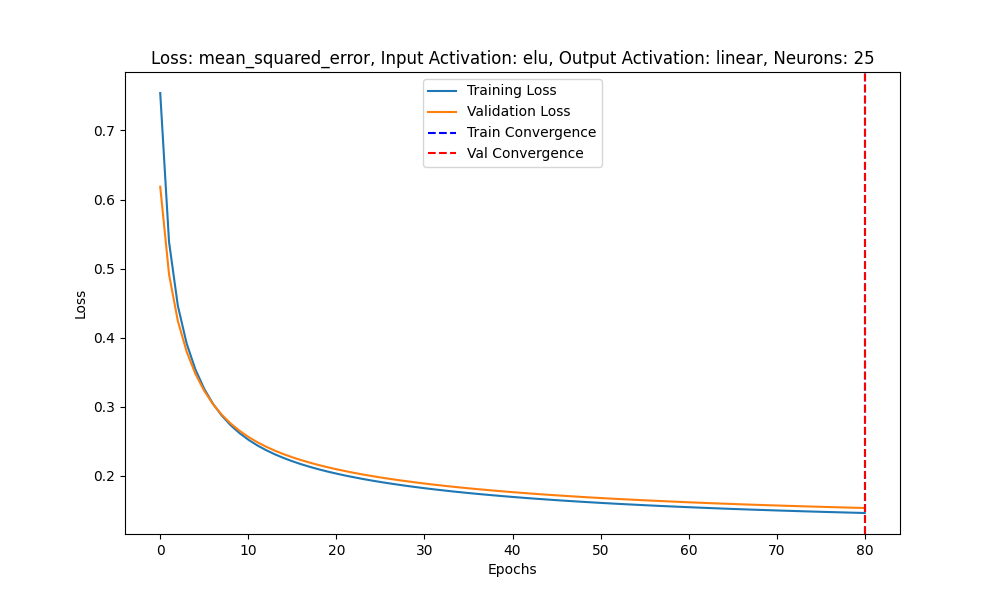 Loss: mean_squared_error, Input Activation: elu, Output Activation: linear, Neurons: 25
Training Loss
Validation Loss
Train Convergence
Val Convergence
0.7
0.6
0.5
0.4
0.3
0.2
Loss
0 10 20 30 40 50 60 70 80
Epochs